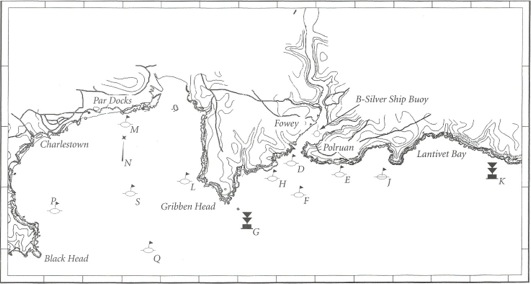 B-Silver Ship Buoy
Par Docks
Fowey
M
Charlestown
Polruan
Lantivet Bay
N
D
L
H
E
J
K
P
S
F
Gribben Head
G
Black Head
Q